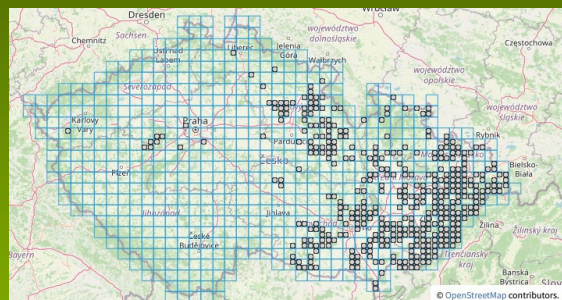 Dresden
Wrocław
Chemnitz
Sachsen
Ústí nad
Labem
Liberec
Jelenia
Góra
województwo
dolnośląskie
Wałbrzych
Częstochowa
województwo
opolskie
województwo
śląskie
Severozápad
Karlovy
Vary
Praha
Pardubice
Česko
Rybnik
Bielsko-
Biała
Plzeň
Jihozápad
Jihlava
České
Budějovice
Bayern
Žilina
Žilinský kraj
Trenčiansky
kraj
Banská
Bystrica
© OpenStreetMap contributors.